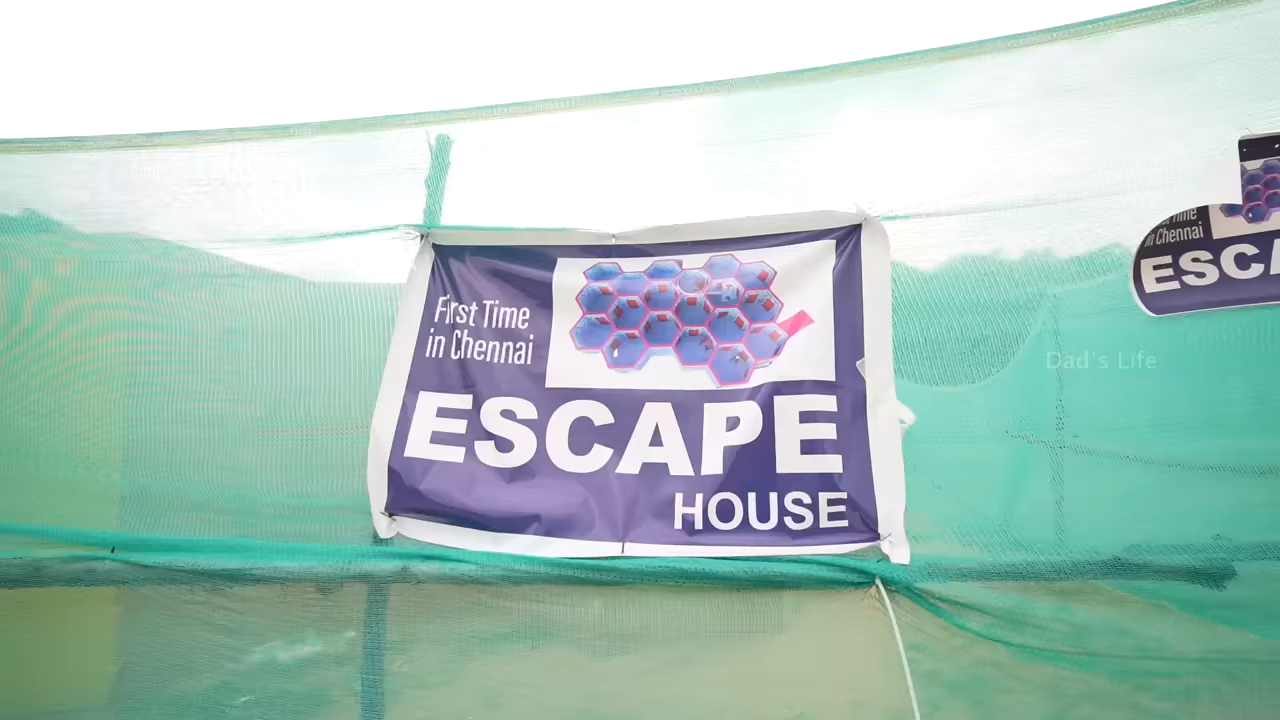 First Time
in Chennai
ESCAPE
HOUSE
First Time
in Chennai
ESCA
Dad's Life